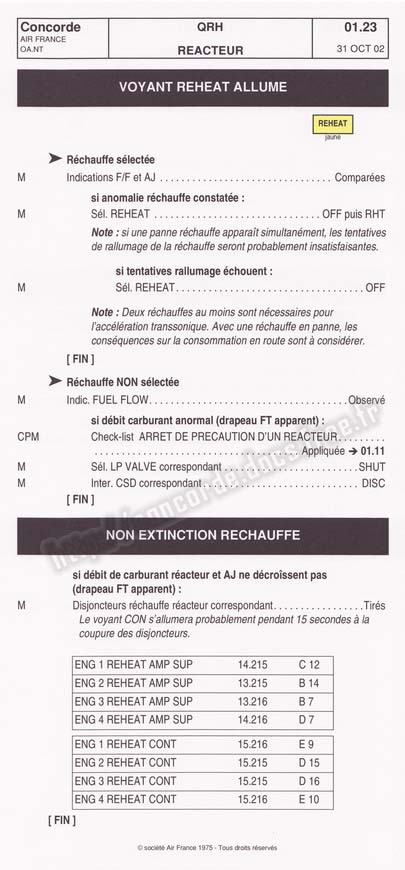 Concorde
AIR FRANCE
OA.NT
QRH
REACTEUR
01.23
31 OCT 02
VOYANT REHEAT ALLUME
REHEAT
jaune
➤ Réchauffe sélectée
M Indications F/F et AJ . . . . . . . . . . . . . . . . . . . . . . . . . . . . . . Comparées
si anomalie réchauffe constatée :
M Sél. REHEAT . . . . . . . . . . . . . . . . . . . . . . . . . . . . . OFF puis RHT
Note : si une panne réchauffe apparaît simultanément, les tentatives
de rallumage de la réchauffe seront probablement insatisfaisantes.
si tentatives rallumage échouent :
M Sél. REHEAT. . . . . . . . . . . . . . . . . . . . . . . . . . . . . . . . . OFF
Note : Deux réchauffes au moins sont nécessaires pour
l'accélération transsonique. Avec une réchauffe en panne, les
conséquences sur la consommation en route sont à considérer.
[ FIN ]
➤ Réchauffe NON sélectée
M Indic. FUEL FLOW. . . . . . . . . . . . . . . . . . . . . . . . . . . . . . . . . . . Observé
si débit carburant anormal (drapeau FT apparent) :
CPM Check-list ARRET DE PRECAUTION D'UN REACTEUR. . . . . . . .
. . . . . . . . . . . . . . . . . . . . . . . . . . . . . . . . . . . . Appliquée ➔ 01.11
M Sél. LP VALVE correspondant . . . . . . . . . . . . . . . . . . . . . . . .SHUT
M Inter. CSD correspondant. . . . . . . . . . . . . . . . . . . . . . . . . . . . DISC
[ FIN ]
NON EXTINCTION RECHAUFFE
si débit de carburant réacteur et AJ ne décroîssent pas
(drapeau FT apparent) :
M Disjoncteurs réchauffe réacteur correspondant. . . . . . . . . . . . . . . .Tirés
Le voyant CON s'allumera probablement pendant 15 secondes à la
coupure des disjoncteurs.
ENG 1 REHEAT AMP SUP 14.215 C 12
ENG 2 REHEAT AMP SUP 13.215 B 14
ENG 3 REHEAT AMP SUP 13.216 B 7
ENG 4 REHEAT AMP SUP 14.216 D 7
ENG 1 REHEAT CONT 15.216 E 9
ENG 2 REHEAT CONT 15.215 D 15
ENG 3 REHEAT CONT 15.215 D 16
ENG 4 REHEAT CONT 15.216 E 10
[ FIN ]
© société Air France 1975 - Tous droits réservés